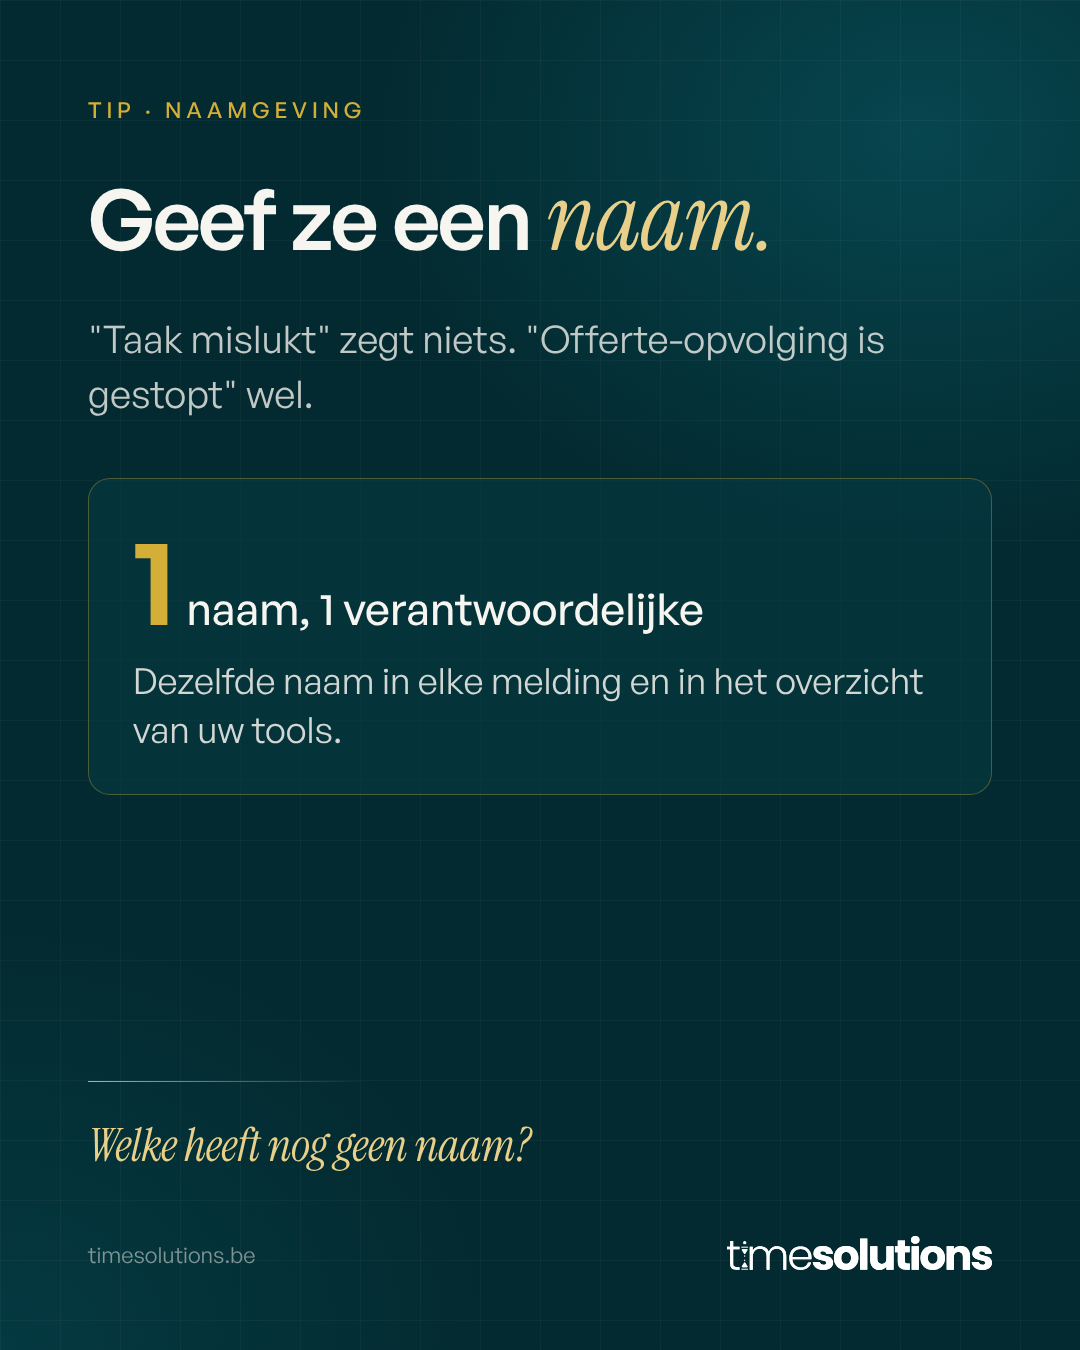 TIP · NAAMGEVING
Geef ze een naam.
"Taak mislukt" zegt niets. "Offerte-opvolging is
gestopt" wel.
1 naam, 1 verantwoordelijke
Dezelfde naam in elke melding en in het overzicht
van uw tools.
Welke heeft nog geen naam?
timesolutions.be
timesolutions